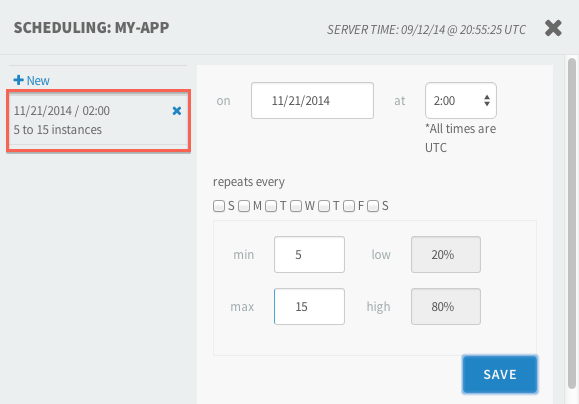 SCHEDULING: MY-APP
SERVER TIME: 09/12/14 @ 20:55:25 UTC
New
11/21/2014 / 02:00
5 to 15 instances
on 11/21/2014 at 2:00
*All times are
UTC
repeats every
S M T W T F S
min 5 low 20%
max 15 high 80%
SAVE